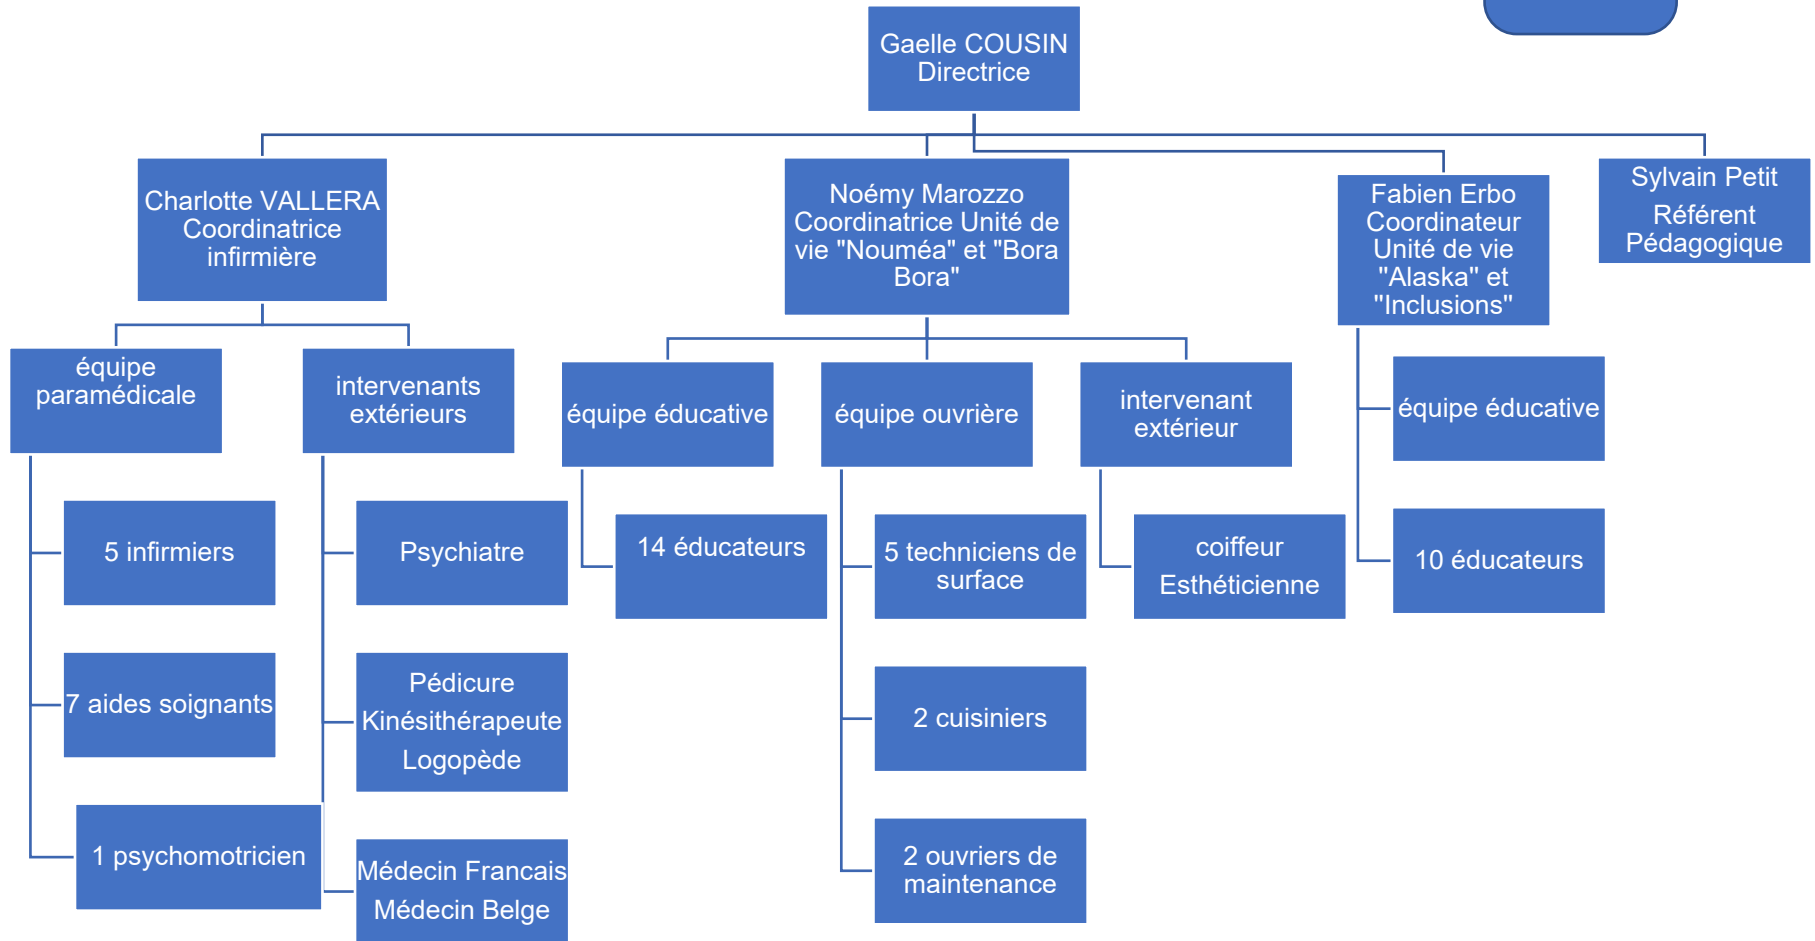 Gaelle COUSIN
Directrice
Charlotte VALLERA
Coordinatrice
infirmière
Noémy Marozzo
Coordinatrice Unité de
vie "Nouméa" et "Bora
Bora"
Fabien Erbo
Coordinateur
Unité de vie
"Alaska" et
"Inclusions"
Sylvain Petit
Référent
Pédagogique
équipe
paramédicale
intervenants
extérieurs
équipe éducative
équipe ouvrière
intervenant
extérieur
équipe éducative
5 infirmiers
Psychiatre
14 éducateurs
5 techniciens de
surface
coiffeur
Esthéticienne
10 éducateurs
7 aides soignants
Pédicure
Kinésithérapeute
Logopède
2 cuisiniers
1 psychomotricien
Médecin Francais
Médecin Belge
2 ouvriers de
maintenance